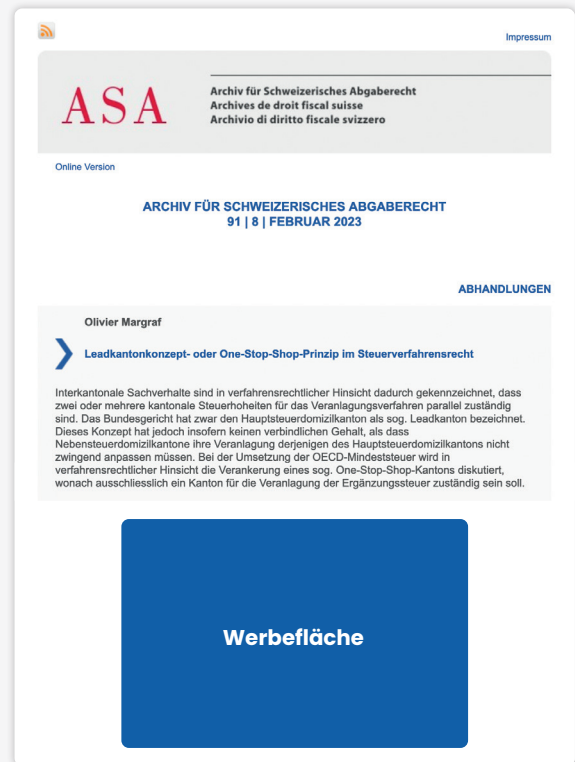 Impressum
ASA
Archiv für Schweizerisches Abgaberecht
Archives de droit fiscal suisse
Archivio di diritto fiscale svizzero
Online Version
ARCHIV FÜR SCHWEIZERISCHES ABGABERECHT
91 | 8 | FEBRUAR 2023
ABHANDLUNGEN
Olivier Margraf
Leadkantonkonzept- oder One-Stop-Shop-Prinzip im Steuerverfahrensrecht
Interkantonale Sachverhalte sind in verfahrensrechtlicher Hinsicht dadurch gekennzeichnet, dass
zwei oder mehrere kantonale Steuerhoheiten für das Veranlagungsverfahren parallel zuständig
sind. Das Bundesgericht hat zwar den Hauptsteuerdomizilkanton als sog. Leadkanton bezeichnet.
Dieses Konzept hat jedoch insofern keinen verbindlichen Gehalt, als dass
Nebensteuerdomizilkantone ihre Veranlagung derjenigen des Hauptsteuerdomizilkantons nicht
zwingend anpassen müssen. Bei der Umsetzung der OECD-Mindeststeuer wird in
verfahrensrechtlicher Hinsicht die Verankerung eines sog. One-Stop-Shop-Kantons diskutiert,
wonach ausschliesslich ein Kanton für die Veranlagung der Ergänzungssteuer zuständig sein soll.
Werbefläche